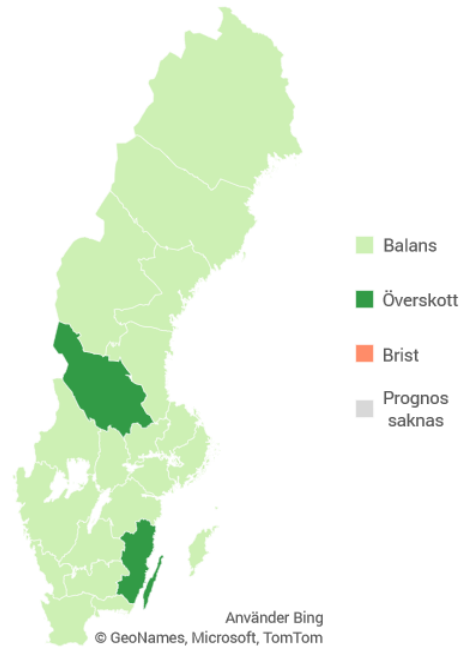 Balans
Överskott
Brist
Prognos
saknas
Använder Bing
© GeoNames, Microsoft, TomTom